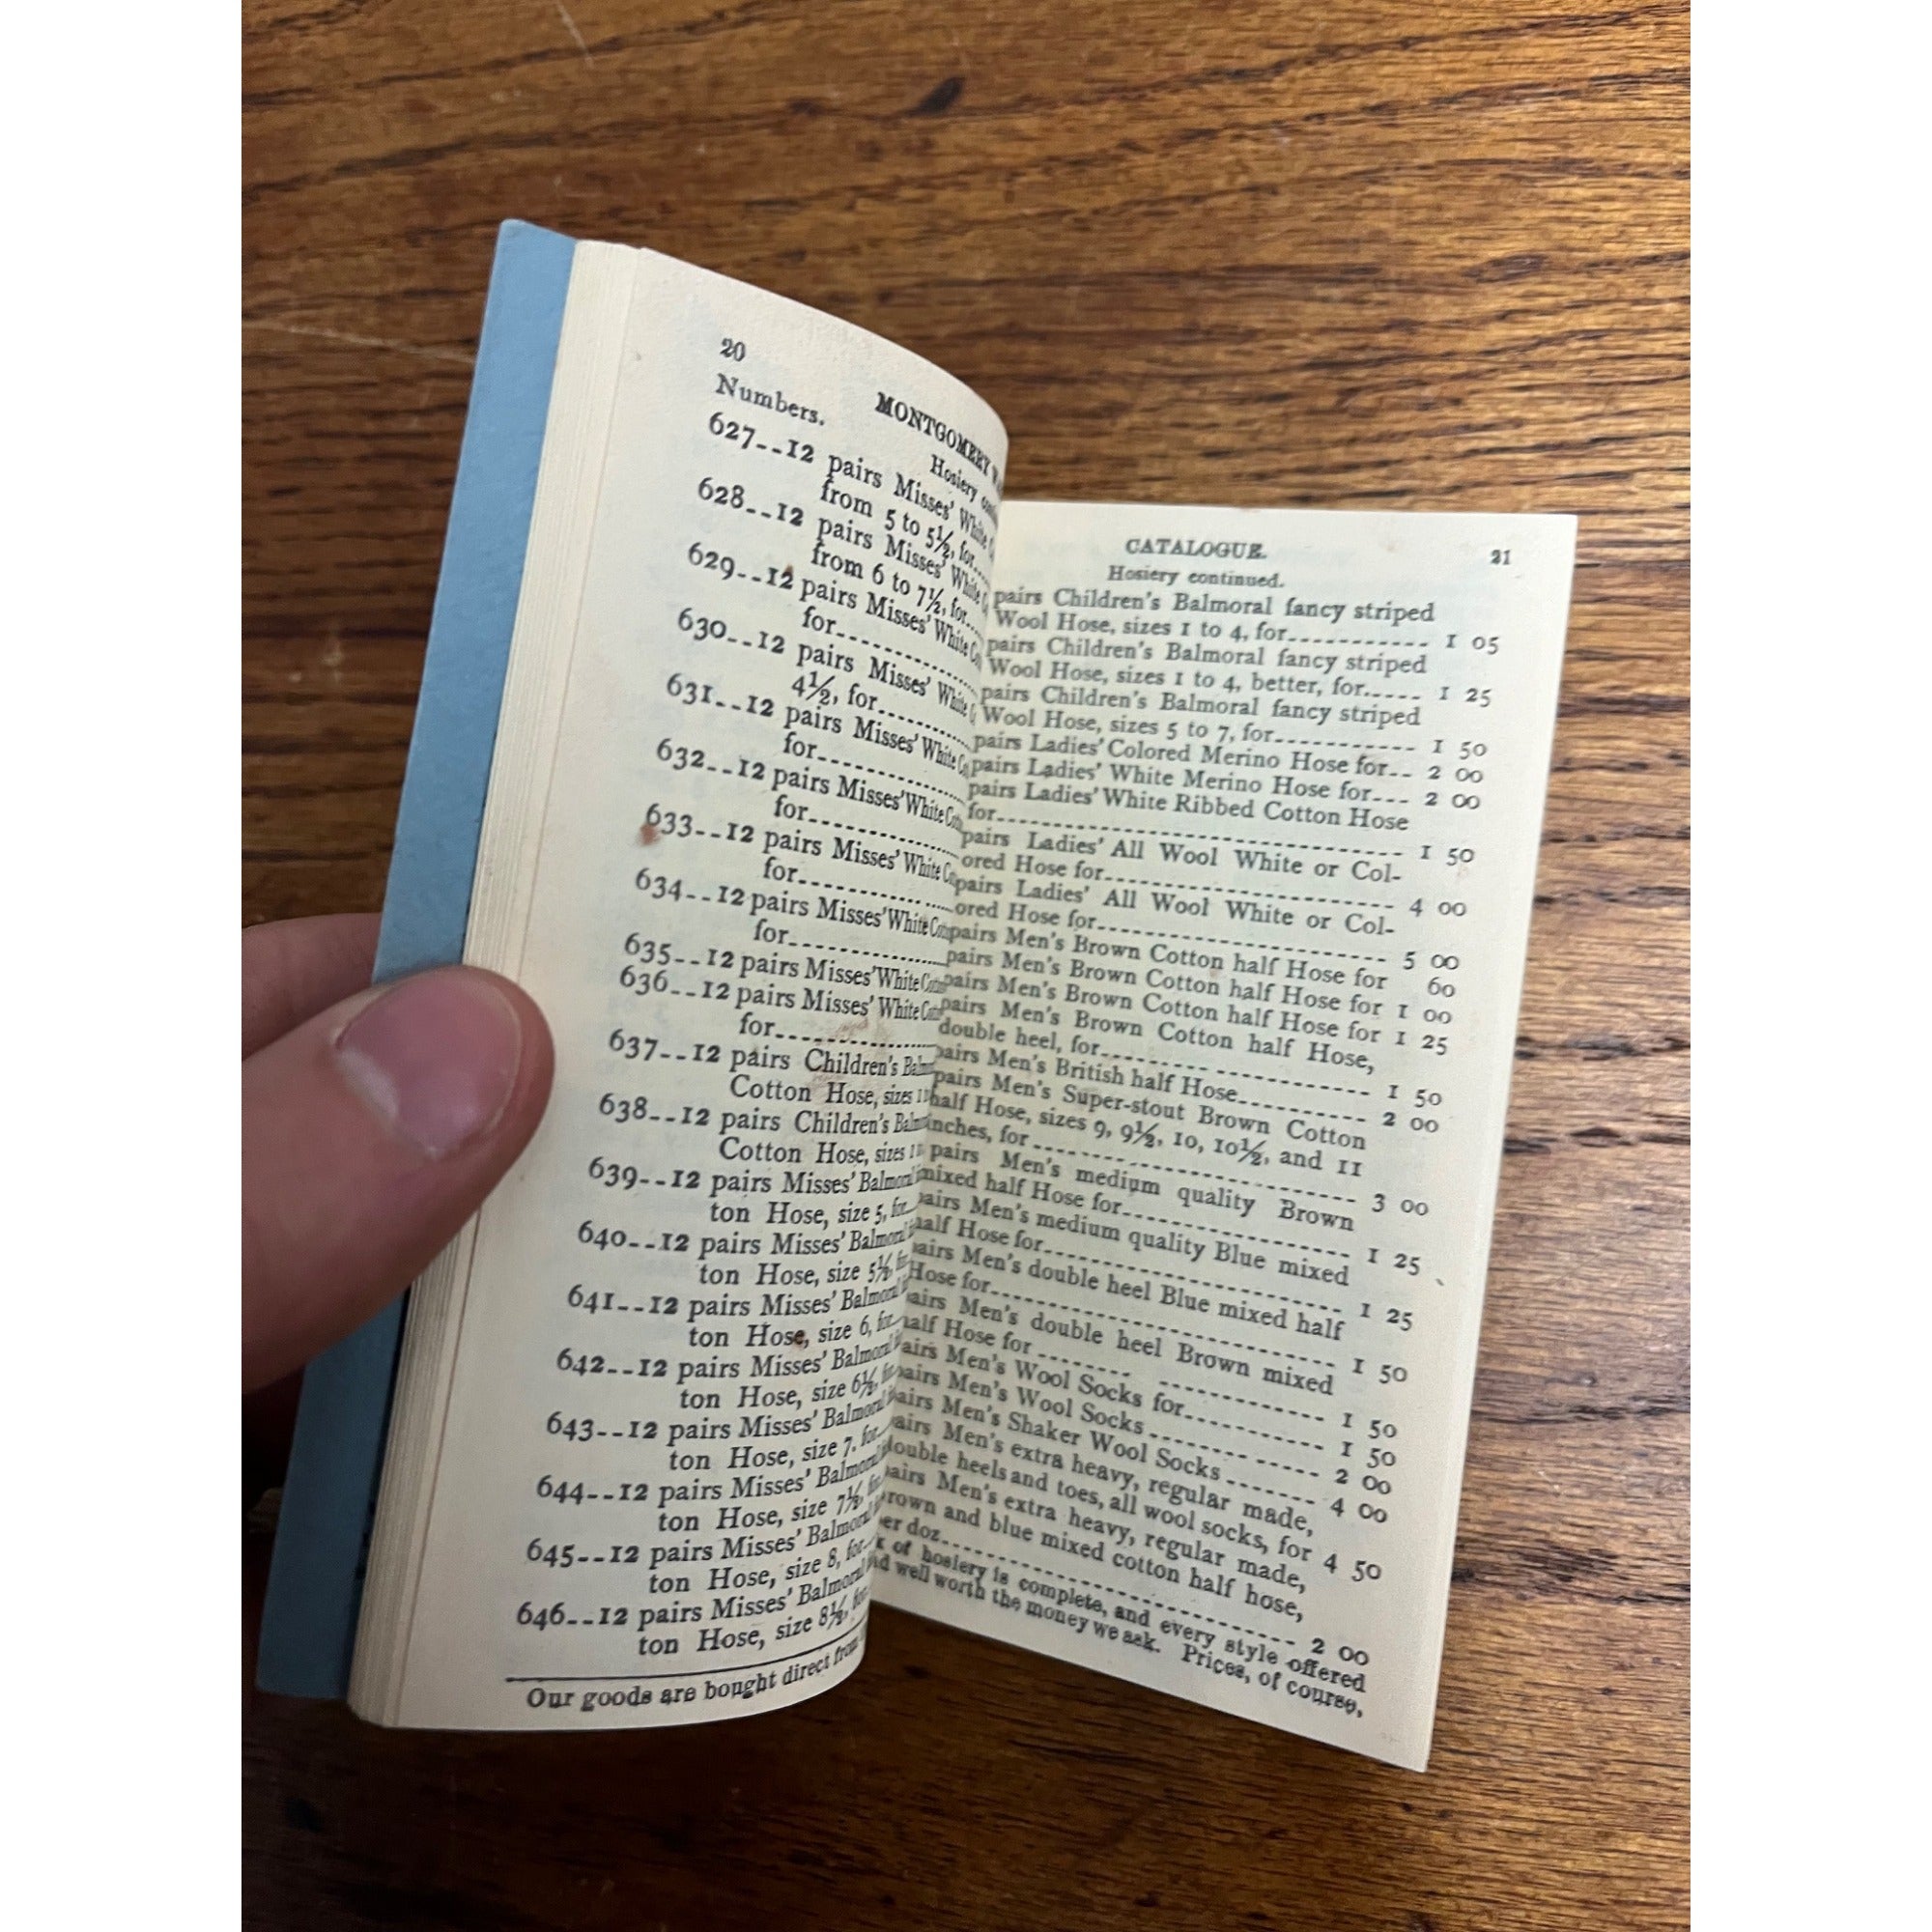 20
MONTGOMERY
Numbers.
Hosiery
627--12 pairs Misses' White
from 5 to 5½, for
628--12 pairs Misses' White
from 6 to 7½, for
629--12 pairs Misses' White
for
630--12 pairs Misses' White
4½, for
631--12 pairs Misses' White
for
632--12 pairs Misses' White
for
633--12 pairs Misses' White
for
634--12 pairs Misses' White
for
635--12 pairs Misses' White
636--12 pairs Misses' White
for
637--12 pairs Children's
Cotton Hose, sizes
638--12 pairs Children's
Cotton Hose, sizes
639--12 pairs Misses' Balmoral
ton Hose, size 5, for
640--12 pairs Misses' Balmoral
ton Hose, size 5½,
641--12 pairs Misses' Balmoral
ton Hose, size 6, for
642--12 pairs Misses' Balmoral
ton Hose, size 6½,
643--12 pairs Misses' Balmoral
ton Hose, size 7, for
644--12 pairs Misses' Balmoral
ton Hose, size 7½,
645--12 pairs Misses' Balmoral
ton Hose, size 8, for
646--12 pairs Misses' Balmoral
ton Hose, size 8½,
Our goods are bought direct from
CATALOGUE. 21
Hosiery continued.
pairs Children's Balmoral fancy striped
Wool Hose, sizes 1 to 4, for 1 05
pairs Children's Balmoral fancy striped
Wool Hose, sizes 1 to 4, better, for 1 25
pairs Children's Balmoral fancy striped
Wool Hose, sizes 5 to 7, for 1 50
pairs Ladies' Colored Merino Hose for 2 00
pairs Ladies' White Merino Hose for 2 00
pairs Ladies' White Ribbed Cotton Hose
for 1 50
pairs Ladies' All Wool White or Col-
ored Hose for 4 00
pairs Ladies' All Wool White or Col-
ored Hose for 5 00
pairs Men's Brown Cotton half Hose for 60
pairs Men's Brown Cotton half Hose for 1 00
pairs Men's Brown Cotton half Hose for 1 25
pairs Men's Brown Cotton half Hose,
double heel, for 1 50
pairs Men's British half Hose 2 00
pairs Men's Super-stout Brown Cotton
half Hose, sizes 9, 9½, 10, 10½, and 11
inches, for 3 00
pairs Men's medium quality Brown
mixed half Hose for 1 25
pairs Men's medium quality Blue mixed
half Hose for 1 25
pairs Men's double heel Blue mixed half
Hose for 1 50
pairs Men's double heel Brown mixed
half Hose for 1 50
pairs Men's Wool Socks for 1 50
pairs Men's Wool Socks 2 00
pairs Men's Shaker Wool Socks 4 00
pairs Men's extra heavy, regular made,
double heels and toes, all wool socks, for 4 50
pairs Men's extra heavy, regular made,
brown and blue mixed cotton half hose,
per doz 2 00
of hosiery is complete, and every style offered
well worth the money we ask. Prices, of course,